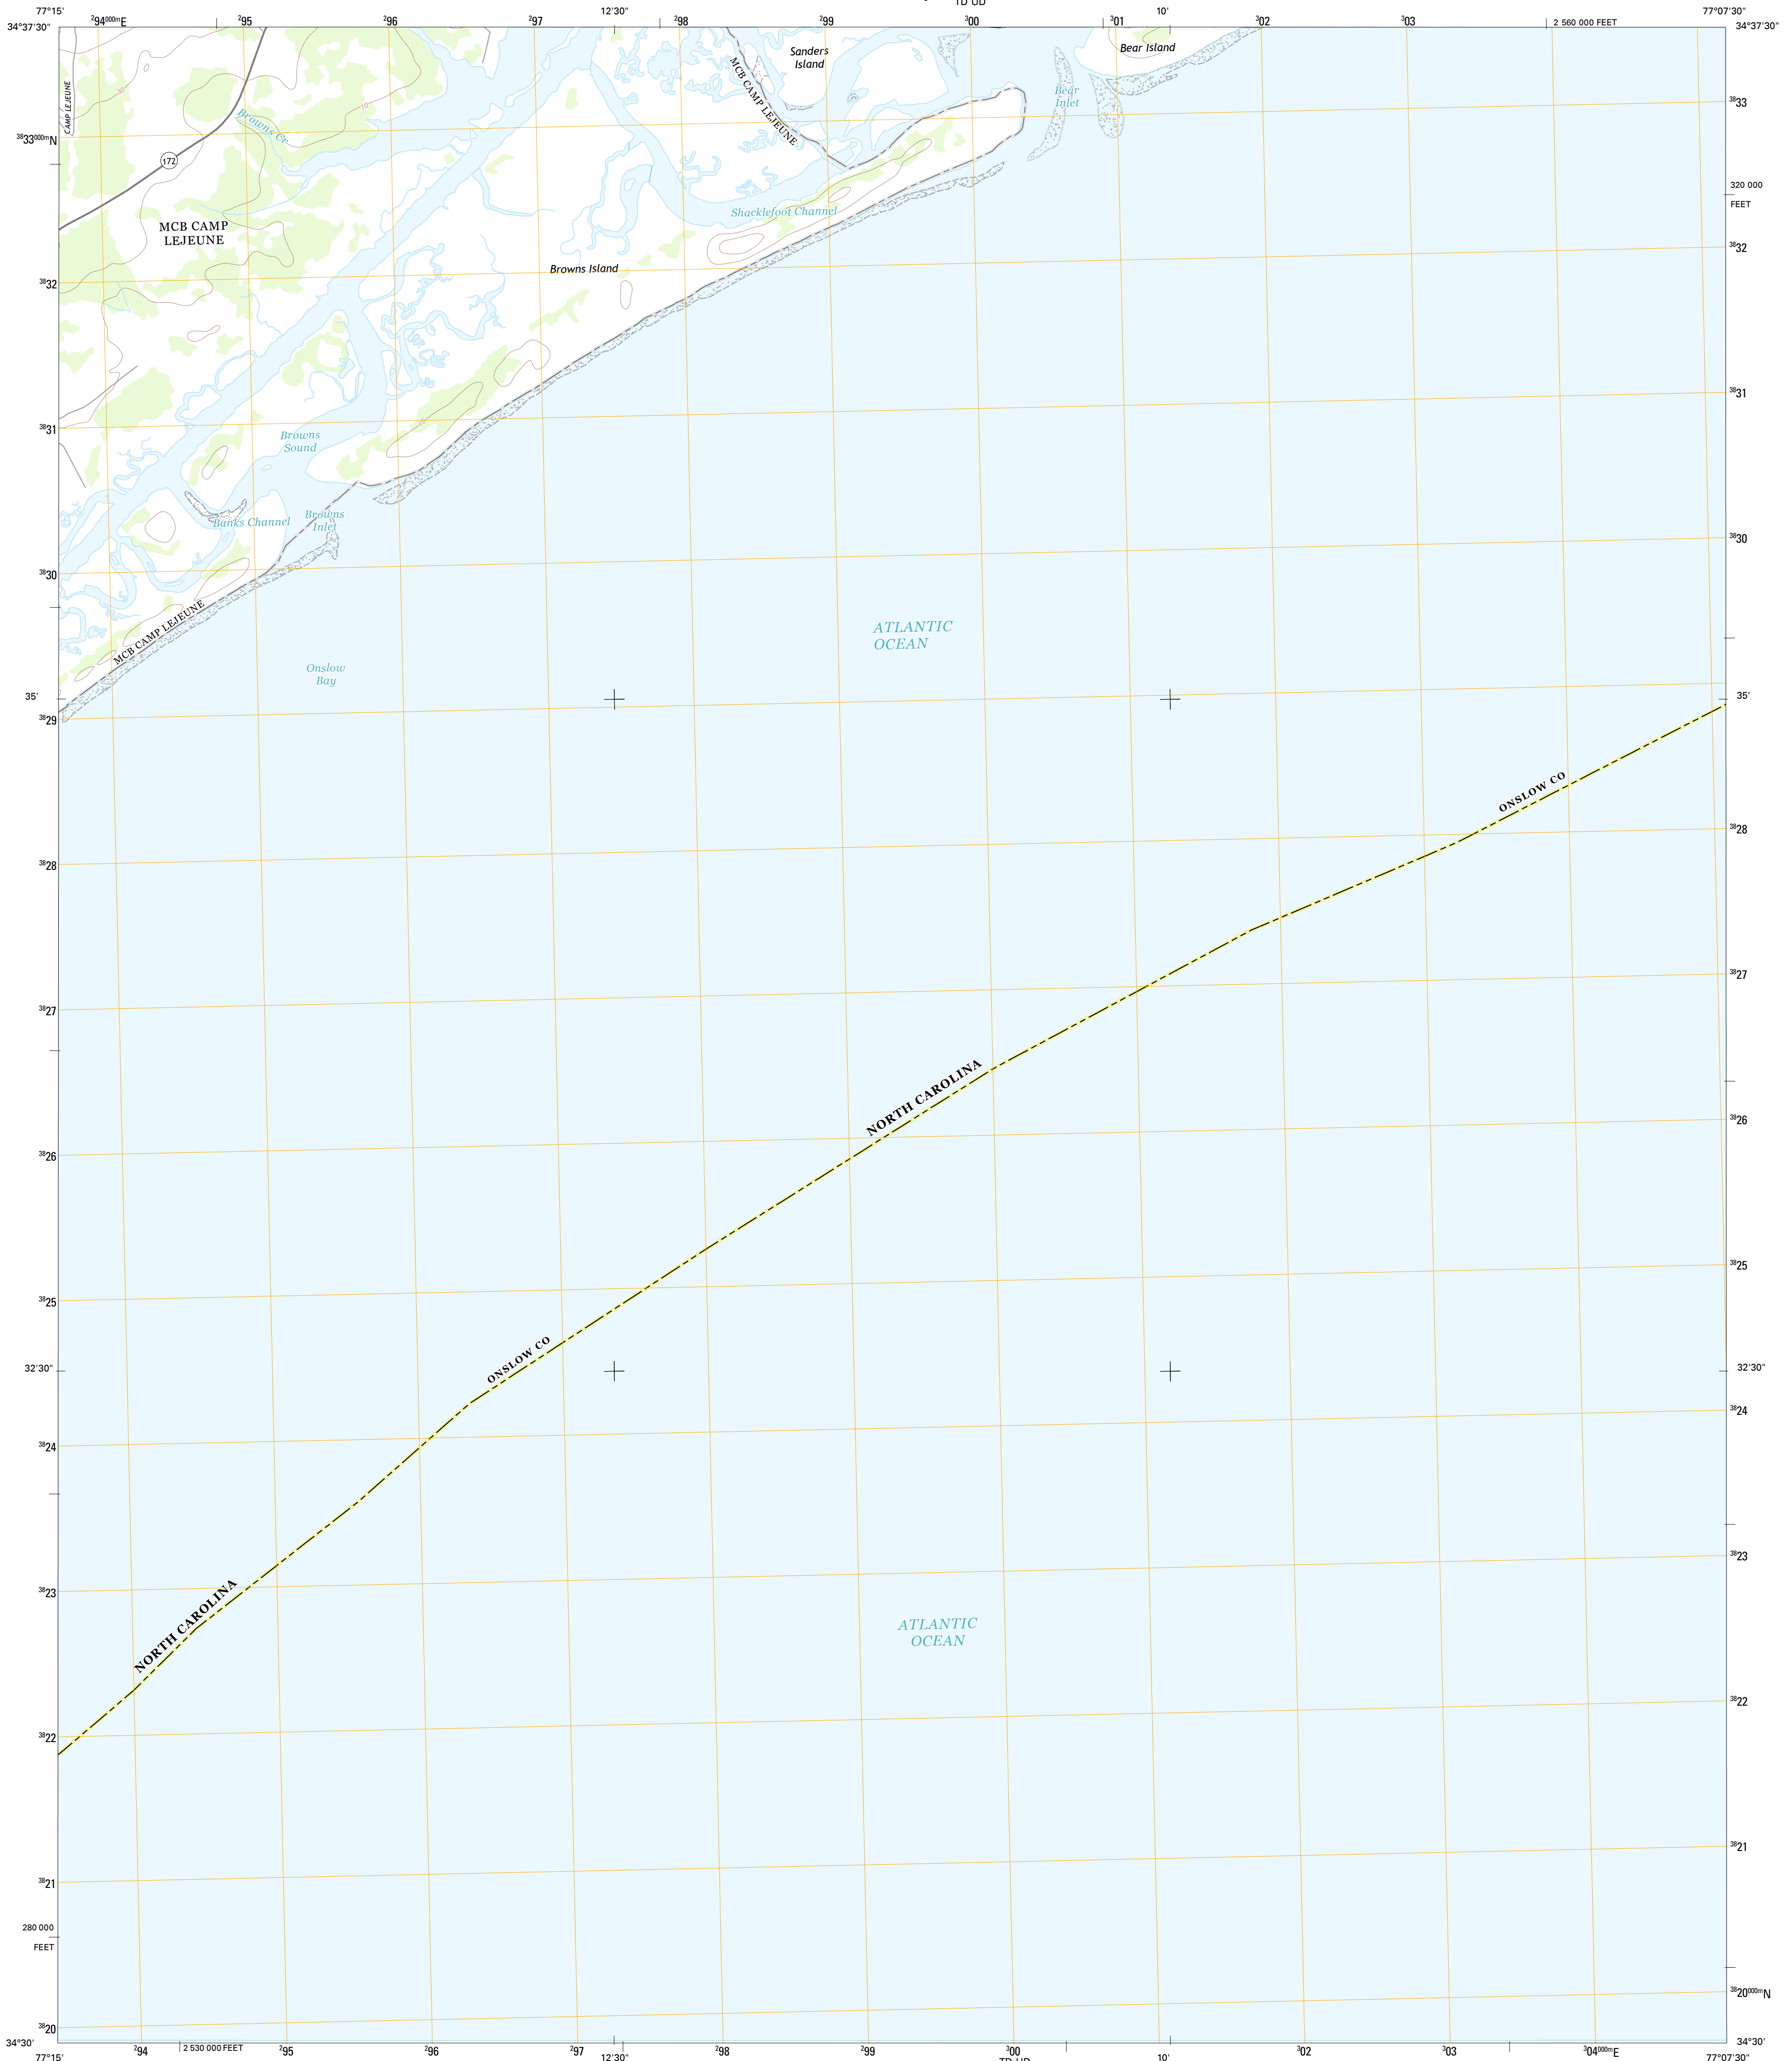 TD UD
77°15'
²94⁰⁰⁰ᵐE
²95
²96
²97
12'30"
²98
²99
³00
³01
10'
³02
³03
2 560 000 FEET
77°07'30"
34°37'30"
34°37'30"
Sanders
Island
Bear Island
CAMP LEJEUNE
MCB CAMP LEJEUNE
Bear
Inlet
10
10
³⁸33
Browns Cr
³⁸33⁰⁰⁰ᵐN
172
320 000
FEET
Shacklefoot Channel
MCB CAMP
LEJEUNE
³⁸32
Browns Island
³⁸32
³⁸31
10
³⁸31
Browns
Sound
Banks Channel
Browns
Inlet
³⁸30
³⁸30
MCB CAMP LEJEUNE
ATLANTIC
OCEAN
Onslow
Bay
35'
35'
³⁸29
ONSLOW CO
³⁸28
³⁸28
³⁸27
³⁸27
NORTH CAROLINA
³⁸26
³⁸26
³⁸25
³⁸25
ONSLOW CO
32'30"
32'30"
³⁸24
³⁸24
³⁸23
³⁸23
NORTH CAROLINA
ATLANTIC
OCEAN
³⁸22
³⁸22
³⁸21
³⁸21
280 000
FEET
³⁸20⁰⁰⁰ᵐN
³⁸20
34°30'
34°30'
77°15'
²94
2 530 000 FEET
²95
²96
²97
12'30"
²98
²99
³00
10'
³02
³03
³04⁰⁰⁰ᵐE
77°07'30"
TD UD